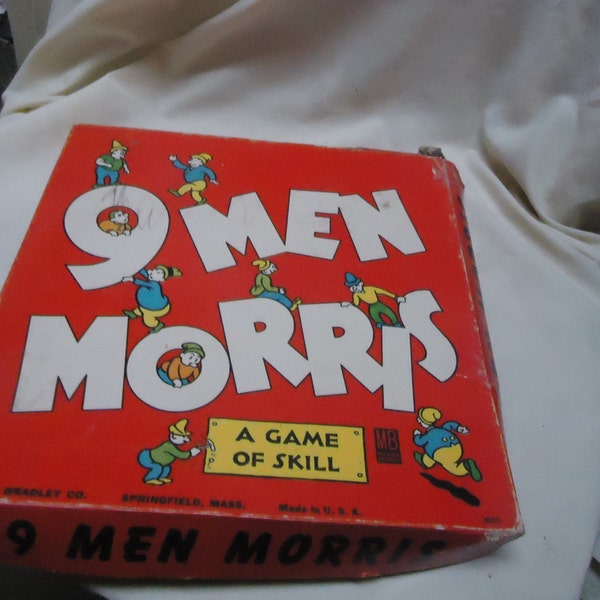 9 MEN
MORRIS
A GAME
OF SKILL
MB
BRADLEY CO. SPRINGFIELD, MASS. Made in U. S. A.
9 MEN MORRIS